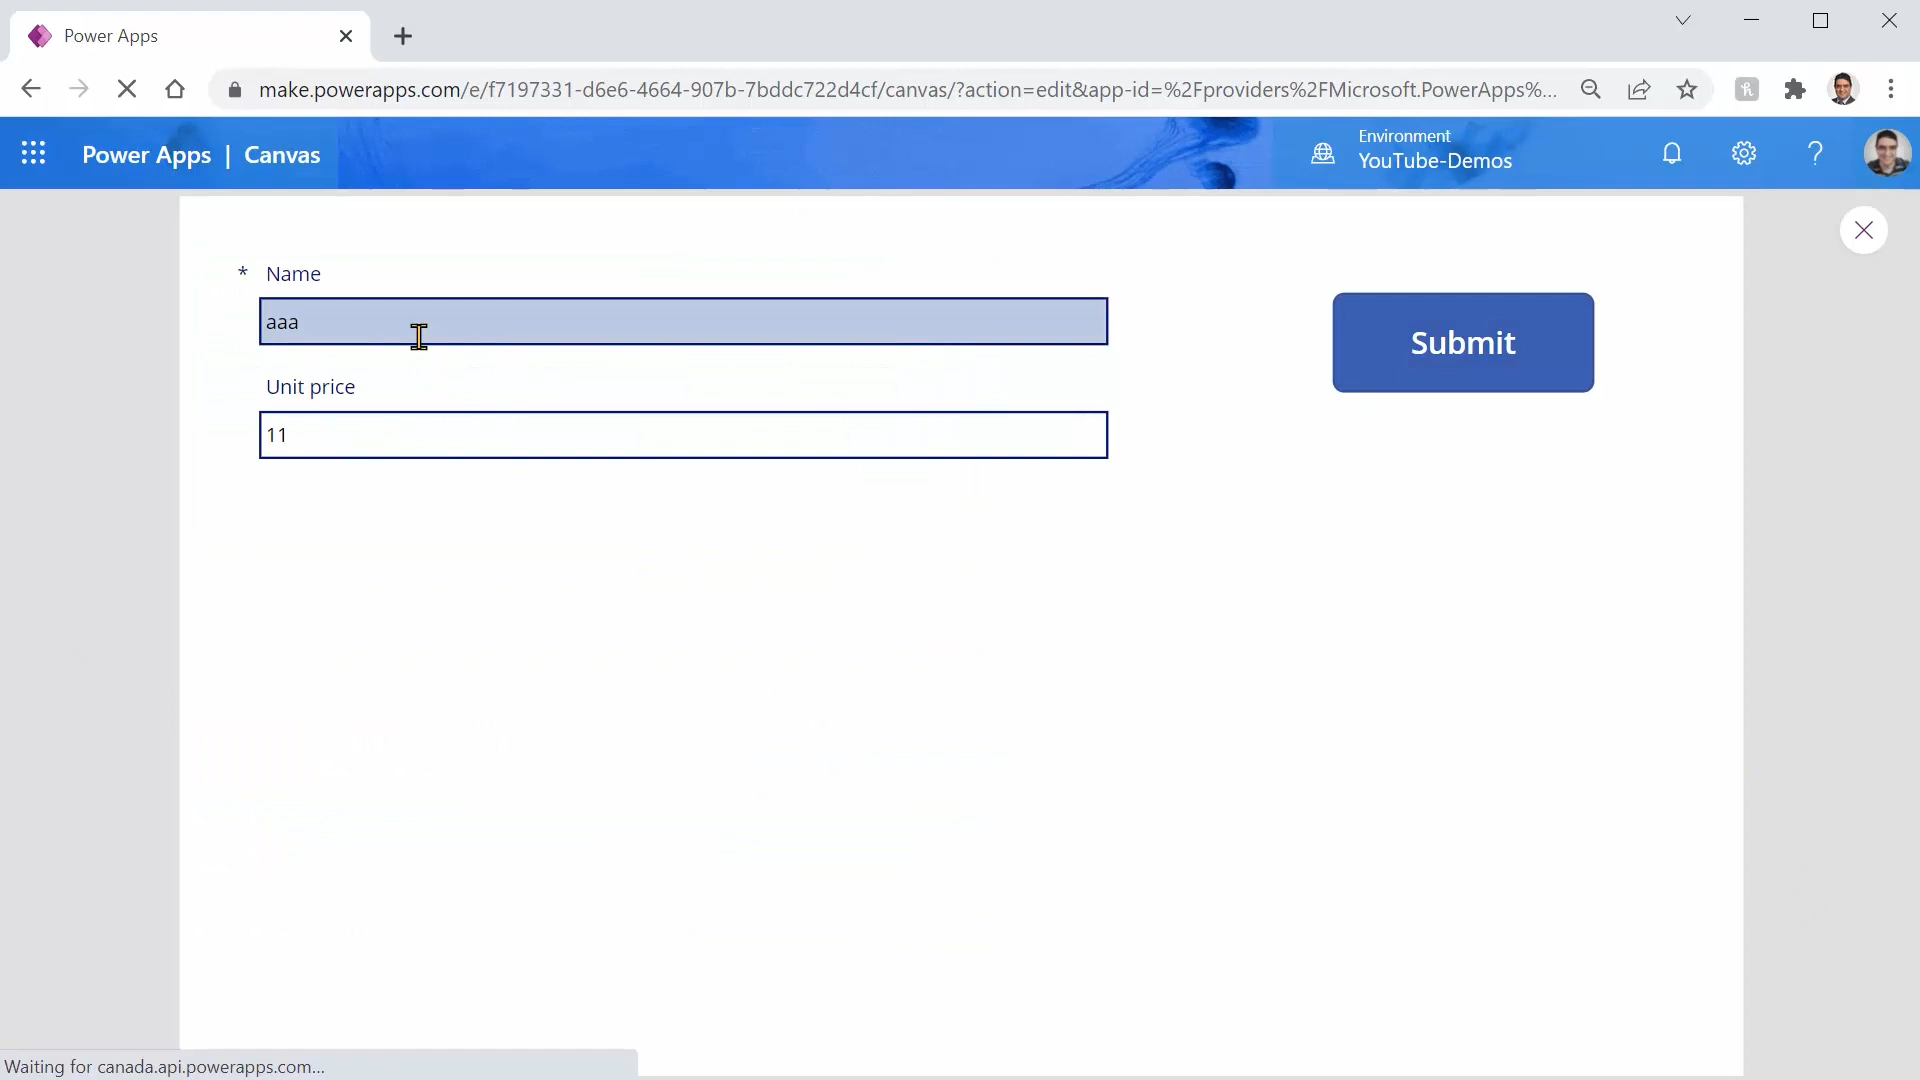 Power Apps
make.powerapps.com/e/f7197331-d6e6-4664-907b-7bddc722d4cf/canvas/?action=edit&app-id=%2Fproviders%2FMicrosoft.PowerApps%...
Power Apps | Canvas
Environment
YouTube-Demos
* Name
aaa
Submit
Unit price
11
Waiting for canada.api.powerapps.com...